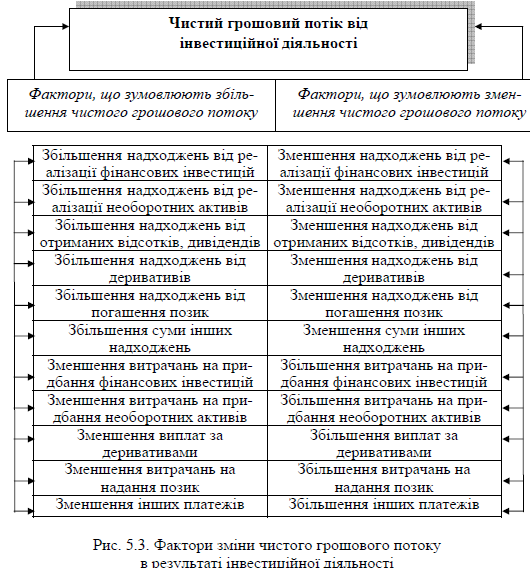 Чистий грошовий потік від
інвестиційної діяльності
Фактори, що зумовлюють збіль-
шення чистого грошового потоку
Фактори, що зумовлюють змен-
шення чистого грошового потоку
Збільшення надходжень від ре-
алізації фінансових інвестицій
Зменшення надходжень від ре-
алізації фінансових інвестицій
Збільшення надходжень від ре-
алізації необоротних активів
Зменшення надходжень від ре-
алізації необоротних активів
Збільшення надходжень від
отриманих відсотків, дивідендів
Зменшення надходжень від
отриманих відсотків, дивідендів
Збільшення надходжень від
деривативів
Зменшення надходжень від
деривативів
Збільшення надходжень від
погашення позик
Зменшення надходжень від
погашення позик
Збільшення суми інших
надходжень
Зменшення суми інших
надходжень
Зменшення витрачань на при-
дбання фінансових інвестицій
Збільшення витрачань на при-
дбання фінансових інвестицій
Зменшення витрачань на при-
дбання необоротних активів
Збільшення витрачань на при-
дбання необоротних активів
Зменшення виплат за
деривативами
Збільшення виплат за
деривативами
Зменшення витрачань на
надання позик
Збільшення витрачань на
надання позик
Зменшення інших платежів
Збільшення інших платежів
Рис. 5.3. Фактори зміни чистого грошового потоку
в результаті інвестиційної діяльності